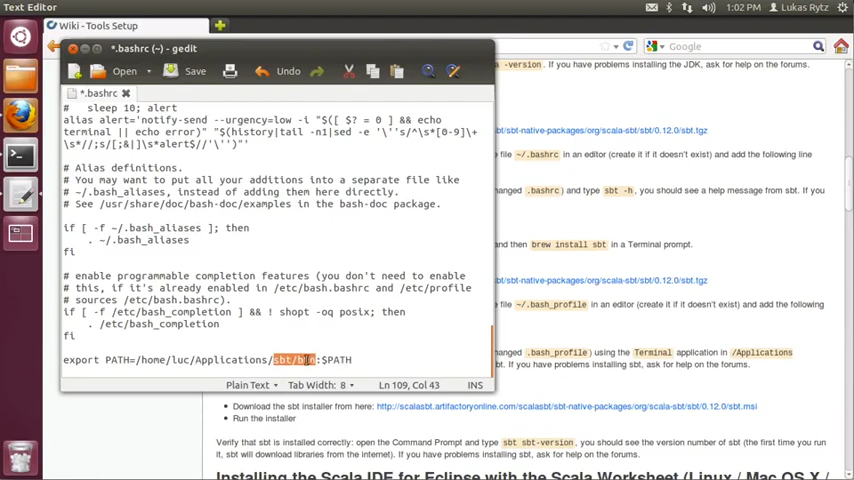 Text Editor
1:02 PM
Lukas Rytz
Wiki - Tools Setup
Google
*.bashrc (~) - gedit
Open
Save
Undo
*.bashrc
#   sleep 10; alert
alias alert='notify-send --urgency=low -i "$([ $? = 0 ] && echo
terminal || echo error)" "$(history|tail -n1|sed -e '\''s/^\s*[0-9]\+
\s*//;s/[;&|]\s*alert$//'\'')"'
# Alias definitions.
# You may want to put all your additions into a separate file like
# ~/.bash_aliases, instead of adding them here directly.
# See /usr/share/doc/bash-doc/examples in the bash-doc package.
if [ -f ~/.bash_aliases ]; then
. ~/.bash_aliases
fi
# enable programmable completion features (you don't need to enable
# this, if it's already enabled in /etc/bash.bashrc and /etc/profile
# sources /etc/bash.bashrc).
if [ -f /etc/bash_completion ] && ! shopt -oq posix; then
. /etc/bash_completion
fi
export PATH=/home/luc/Applications/sbt/bin:$PATH
Plain Text
Tab Width: 8
Ln 109, Col 43
INS
-version. If you have problems installing the JDK, ask for help on the forums.
sbt/sbt-native-packages/org/scala-sbt/sbt/0.12.0/sbt.tgz
e file ~/.bashrc in an editor (create it if it doesn't exist) and add the following line
changed .bashrc) and type sbt -h, you should see a help message from sbt. If you
and then brew install sbt in a Terminal prompt.
sbt/sbt-native-packages/org/scala-sbt/sbt/0.12.0/sbt.tgz
e file ~/.bash_profile in an editor (create it if it doesn't exist) and add the following
changed .bash_profile) using the Terminal application in /Applications
sbt. If you have problems installing sbt, ask for help on the forums.
Download the sbt installer from here: http://scalasbt.artifactoryonline.com/scalasbt/sbt-native-packages/org/scala-sbt/sbt/0.12.0/sbt.msi
Run the installer
Verify that sbt is installed correctly: open the Command Prompt and type sbt sbt-version, you should see the version number of sbt (the first time you run
it, sbt will download libraries from the internet). If you have problems installing sbt, ask for help on the forums.
Installing the Scala IDE for Eclipse with the Scala Worksheet (Linux / Mac OS X /